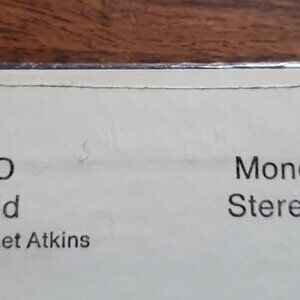 D Mono
d Stere
et Atkins